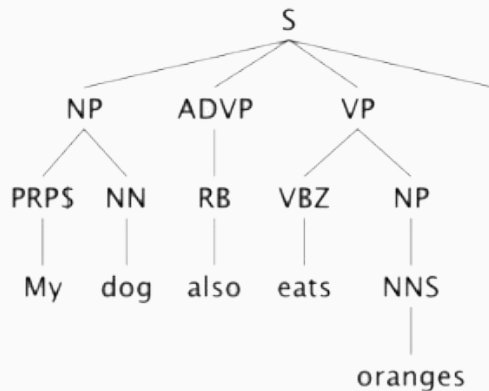 S
NP ADVP VP
PRP$ NN RB VBZ NP
My dog also eats NNS
oranges